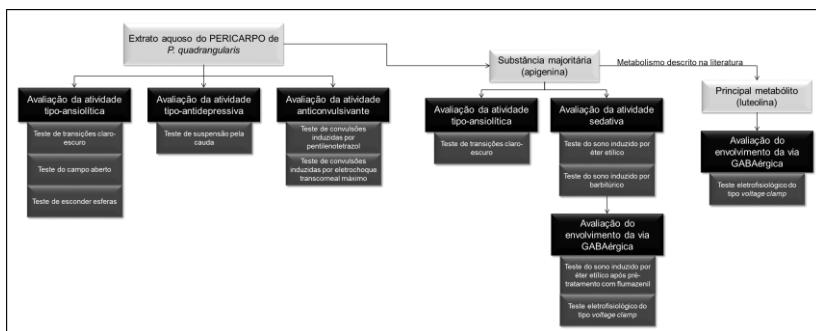 Extrato aquoso do PERICARPO de
P. quadrangularis
Avaliação da atividade
tipo-ansiolítica
Teste de transições claro-
escuro
Teste do campo aberto
Teste de esconder esferas
Avaliação da atividade
tipo-antidepressiva
Teste de suspensão pela
cauda
Avaliação da atividade
anticonvulsivante
Teste de convulsões
induzidas por
pentilenotetrazol
Teste de convulsões
induzidas por eletrochoque
transcorneal máximo
Substância majoritária
(apigenina)
Avaliação da atividade
tipo-ansiolítica
Teste de transições claro-
escuro
Avaliação da atividade
sedativa
Teste do sono induzido por
éter etílico
Teste do sono induzido por
barbitúrico
Avaliação do
envolvimento da via
GABAérgica
Teste do sono induzido por
éter etílico após pré-
tratamento com flumazenil
Teste eletrofisiológico do
tipo voltage clamp
Metabolismo descrito na literatura
Principal metabólito
(luteolina)
Avaliação do
envolvimento da via
GABAérgica
Teste eletrofisiológico do
tipo voltage clamp